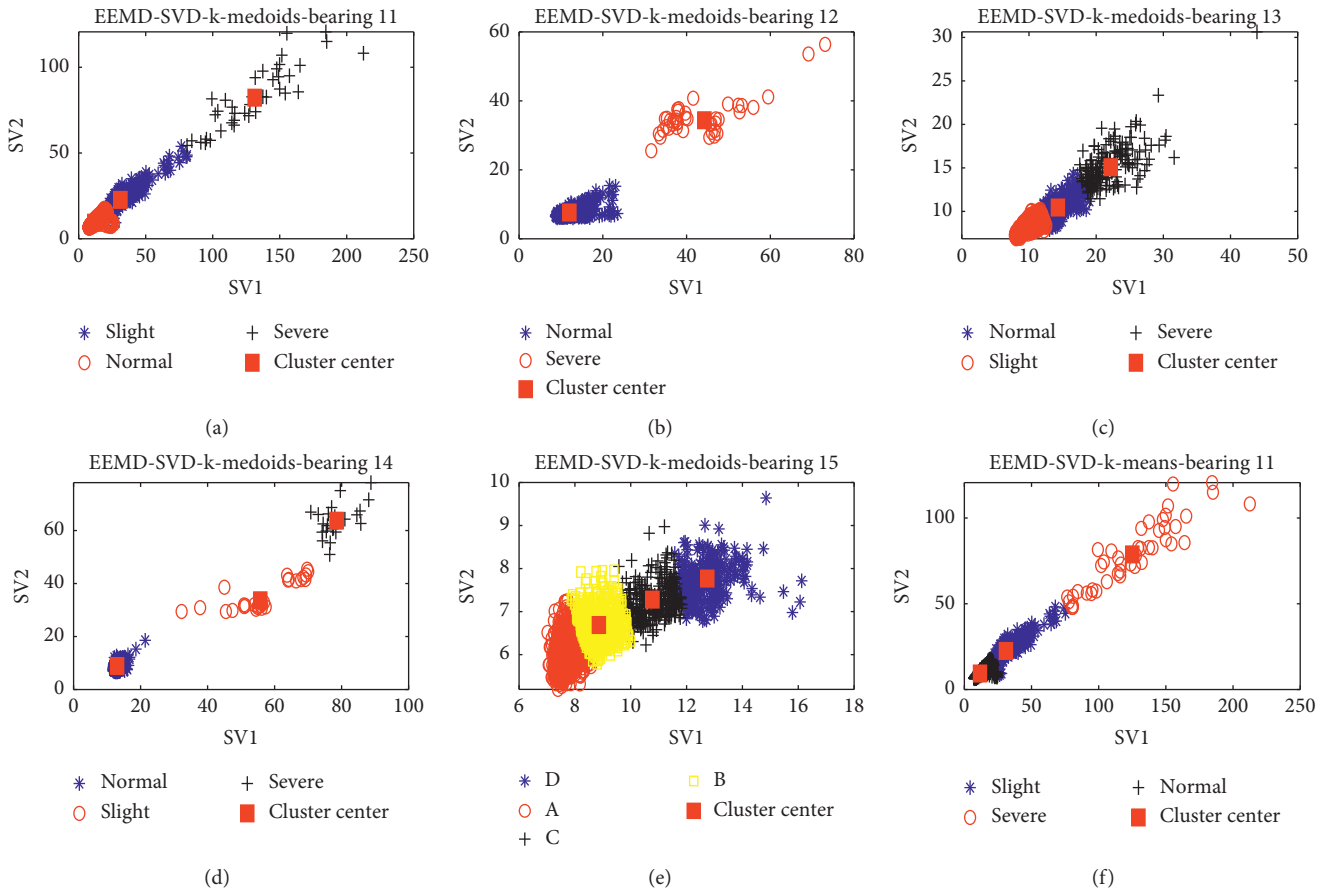 EEMD-SVD-k-medoids-bearing 11
100
50
0
SV2
0
50
100
150
200
250
SV1
Slight
Severe
Normal
Cluster center
(a)
EEMD-SVD-k-medoids-bearing 12
60
40
20
0
SV2
0
20
40
60
80
SV1
Normal
Severe
Cluster center
(b)
EEMD-SVD-k-medoids-bearing 13
30
25
20
15
10
SV2
0
10
20
30
40
50
SV1
Normal
Severe
Slight
Cluster center
(c)
EEMD-SVD-k-medoids-bearing 14
60
40
20
0
SV2
0
20
40
60
80
100
SV1
Normal
Severe
Slight
Cluster center
(d)
EEMD-SVD-k-medoids-bearing 15
10
9
8
7
6
SV2
6
8
10
12
14
16
18
SV1
D
B
A
Cluster center
C
(e)
EEMD-SVD-k-means-bearing 11
100
50
0
SV2
0
50
100
150
200
250
SV1
Slight
Normal
Severe
Cluster center
(f)